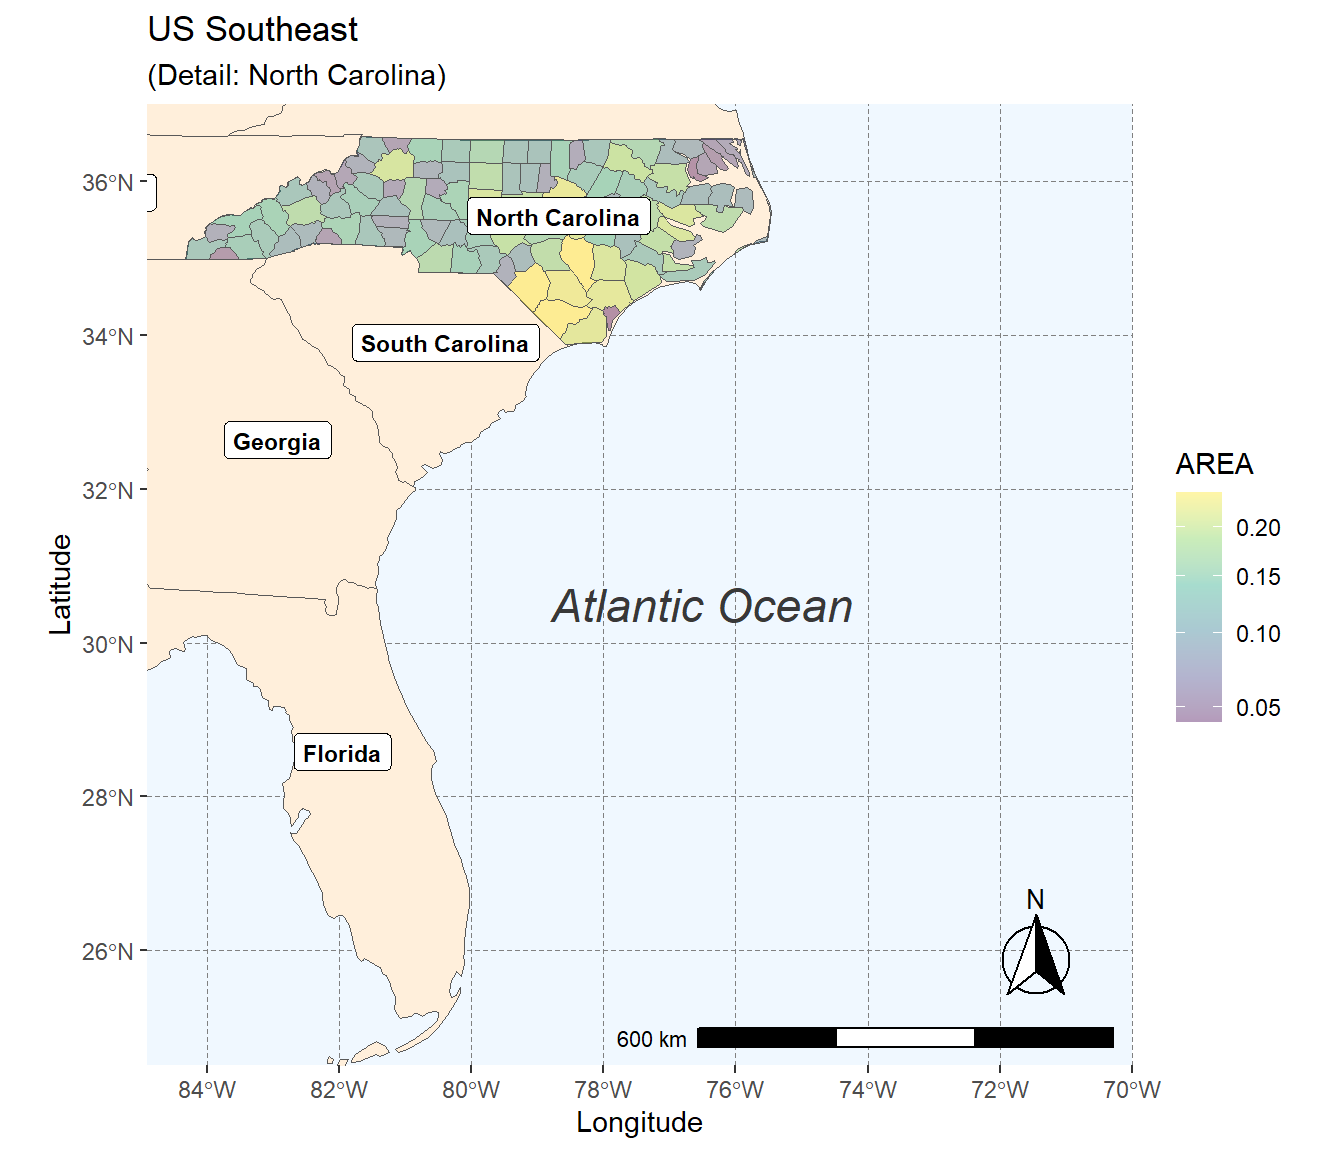 US Southeast
(Detail: North Carolina)
36°N
34°N
32°N
30°N
28°N
26°N
Latitude
North Carolina
South Carolina
Georgia
Florida
Atlantic Ocean
N
600 km
84°W
82°W
80°W
78°W
76°W
74°W
72°W
70°W
Longitude
AREA
0.20
0.15
0.10
0.05